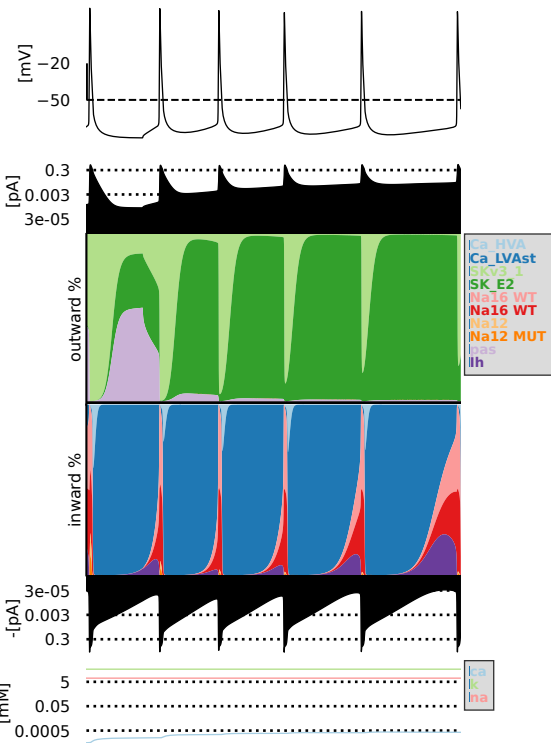 [mV]
−20
−50
[pA]
0.3
0.003
3e-05
outward %
Ca_HVA
Ca_LVAst
SKv3_1
SK_E2
Na16 WT
Na16 WT
Na12
Na12 MUT
pas
Ih
inward %
-[pA]
3e-05
0.003
0.3
[mM]
5
0.05
0.0005
ca
k
na